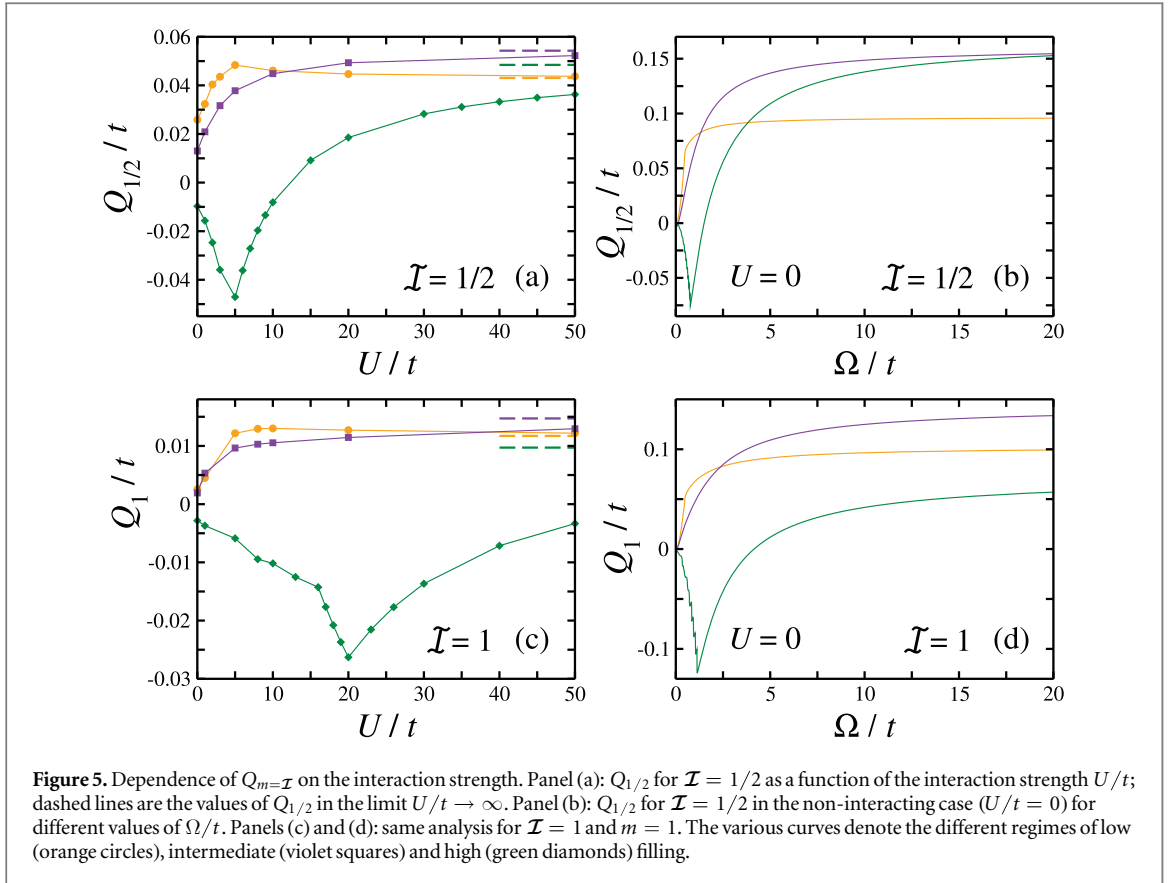 0.06
0.04
0.02
0
-0.02
-0.04
Q1/2 / t
0 10 20 30 40 50
U / t
𝓘 = 1/2 (a)
0.15
0.1
0.05
0
-0.05
Q1/2 / t
0 5 10 15 20
Ω / t
U = 0 𝓘 = 1/2 (b)
0.01
0
-0.01
-0.02
-0.03
Q1 / t
0 10 20 30 40 50
U / t
𝓘 = 1 (c)
0.1
0
-0.1
Q1 / t
0 5 10 15 20
Ω / t
U = 0 𝓘 = 1 (d)
Figure 5. Dependence of Qm=𝓘 on the interaction strength. Panel (a): Q1/2 for 𝓘 = 1/2 as a function of the interaction strength U/t;
dashed lines are the values of Q1/2 in the limit U/t → ∞. Panel (b): Q1/2 for 𝓘 = 1/2 in the non-interacting case (U/t = 0) for
different values of Ω/t. Panels (c) and (d): same analysis for 𝓘 = 1 and m = 1. The various curves denote the different regimes of low
(orange circles), intermediate (violet squares) and high (green diamonds) filling.